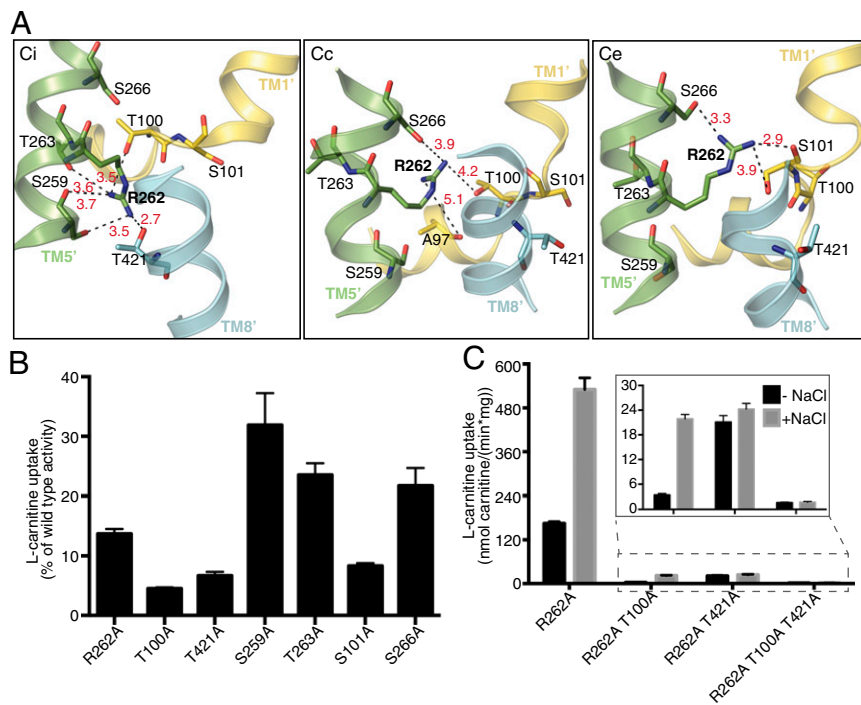 A
Ci
S266
TM1'
T100
T263
S101
S259
3.5
3.6
R262
3.7
2.7
3.5
T421
TM5'
TM8'
Cc
TM1'
S266
3.9
R262
4.2
S101
T263
T100
5.1
A97
S259
T421
TM5'
TM8'
Ce
TM1'
S266
3.3
2.9
S101
R262
T100
T263
3.9
S259
T421
TM5'
TM8'
B
L-carnitine uptake
(% of wild type activity)
40
30
20
10
0
R262A
T100A
T421A
S259A
T263A
S101A
S266A
C
L-carnitine uptake
(nmol carnitine/(min*mg))
600
480
360
240
120
0
30
24
18
12
6
0
- NaCl
+NaCl
R262A
R262A T100A
R262A T421A
R262A T100A T421A